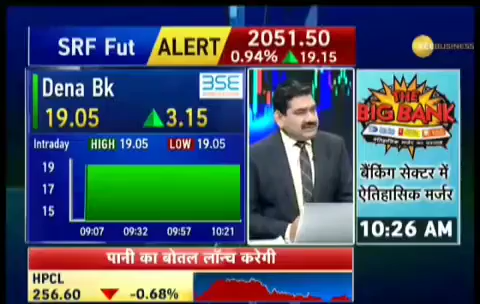 SRF Fut
ALERT
2051.50
0.94% ▲ 19.15
ZEE BUSINESS
Dena Bk
BSE
19.05 ▲ 3.15
Intraday HIGH 19.05 LOW 19.05
19
17
15
09:07 09:32 09:57 10:21
THE
BIG BANK
बैंकिंग सेक्टर में
ऐतिहासिक मर्जर
10:26 AM
पानी का बोतल लॉन्च करेगी
HPCL
256.60 ▼ -0.68%